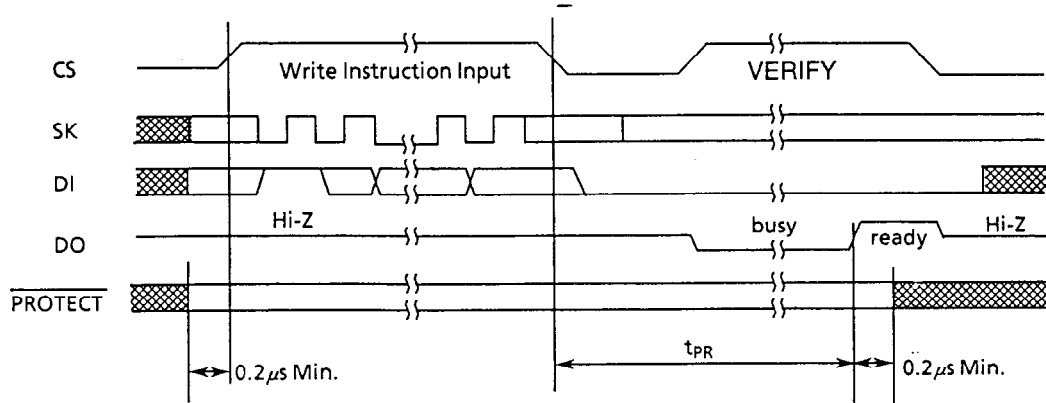 CS
Write Instruction Input
VERIFY
SK
DI
Hi-Z
busy
ready
Hi-Z
DO
PROTECT
tPR
0.2μs Min.
0.2μs Min.